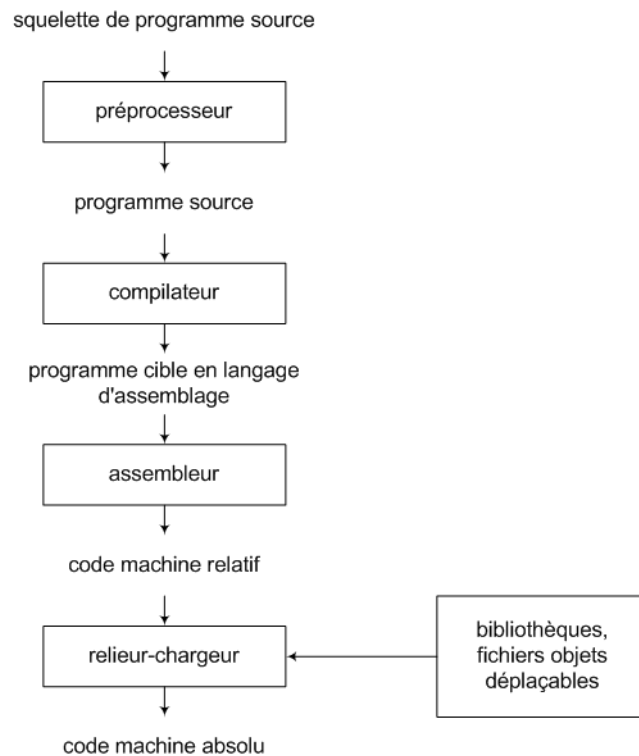 squelette de programme source
préprocesseur
programme source
compilateur
programme cible en langage
d'assemblage
assembleur
code machine relatif
relieur-chargeur
bibliothèques,
fichiers objets
déplaçables
code machine absolu